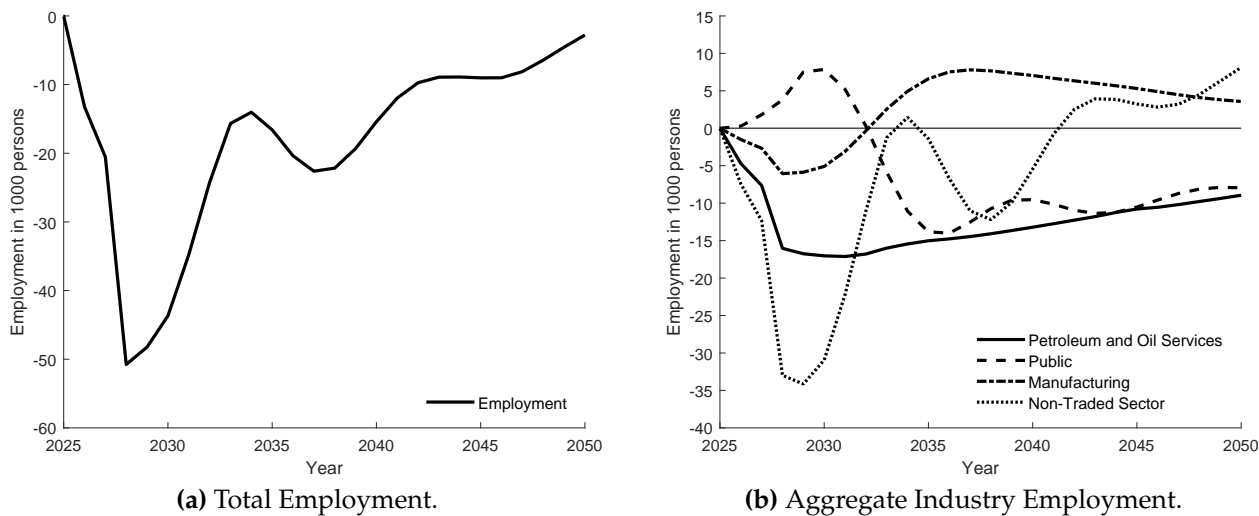 0
-10
-20
-30
-40
-50
-60
Employment in 1000 persons
2025 2030 2035 2040 2045 2050
Year
Employment
(a) Total Employment.
15
10
5
0
-5
-10
-15
-20
-25
-30
-35
-40
Employment in 1000 persons
2025 2030 2035 2040 2045 2050
Year
Petroleum and Oil Services
Public
Manufacturing
Non-Traded Sector
(b) Aggregate Industry Employment.